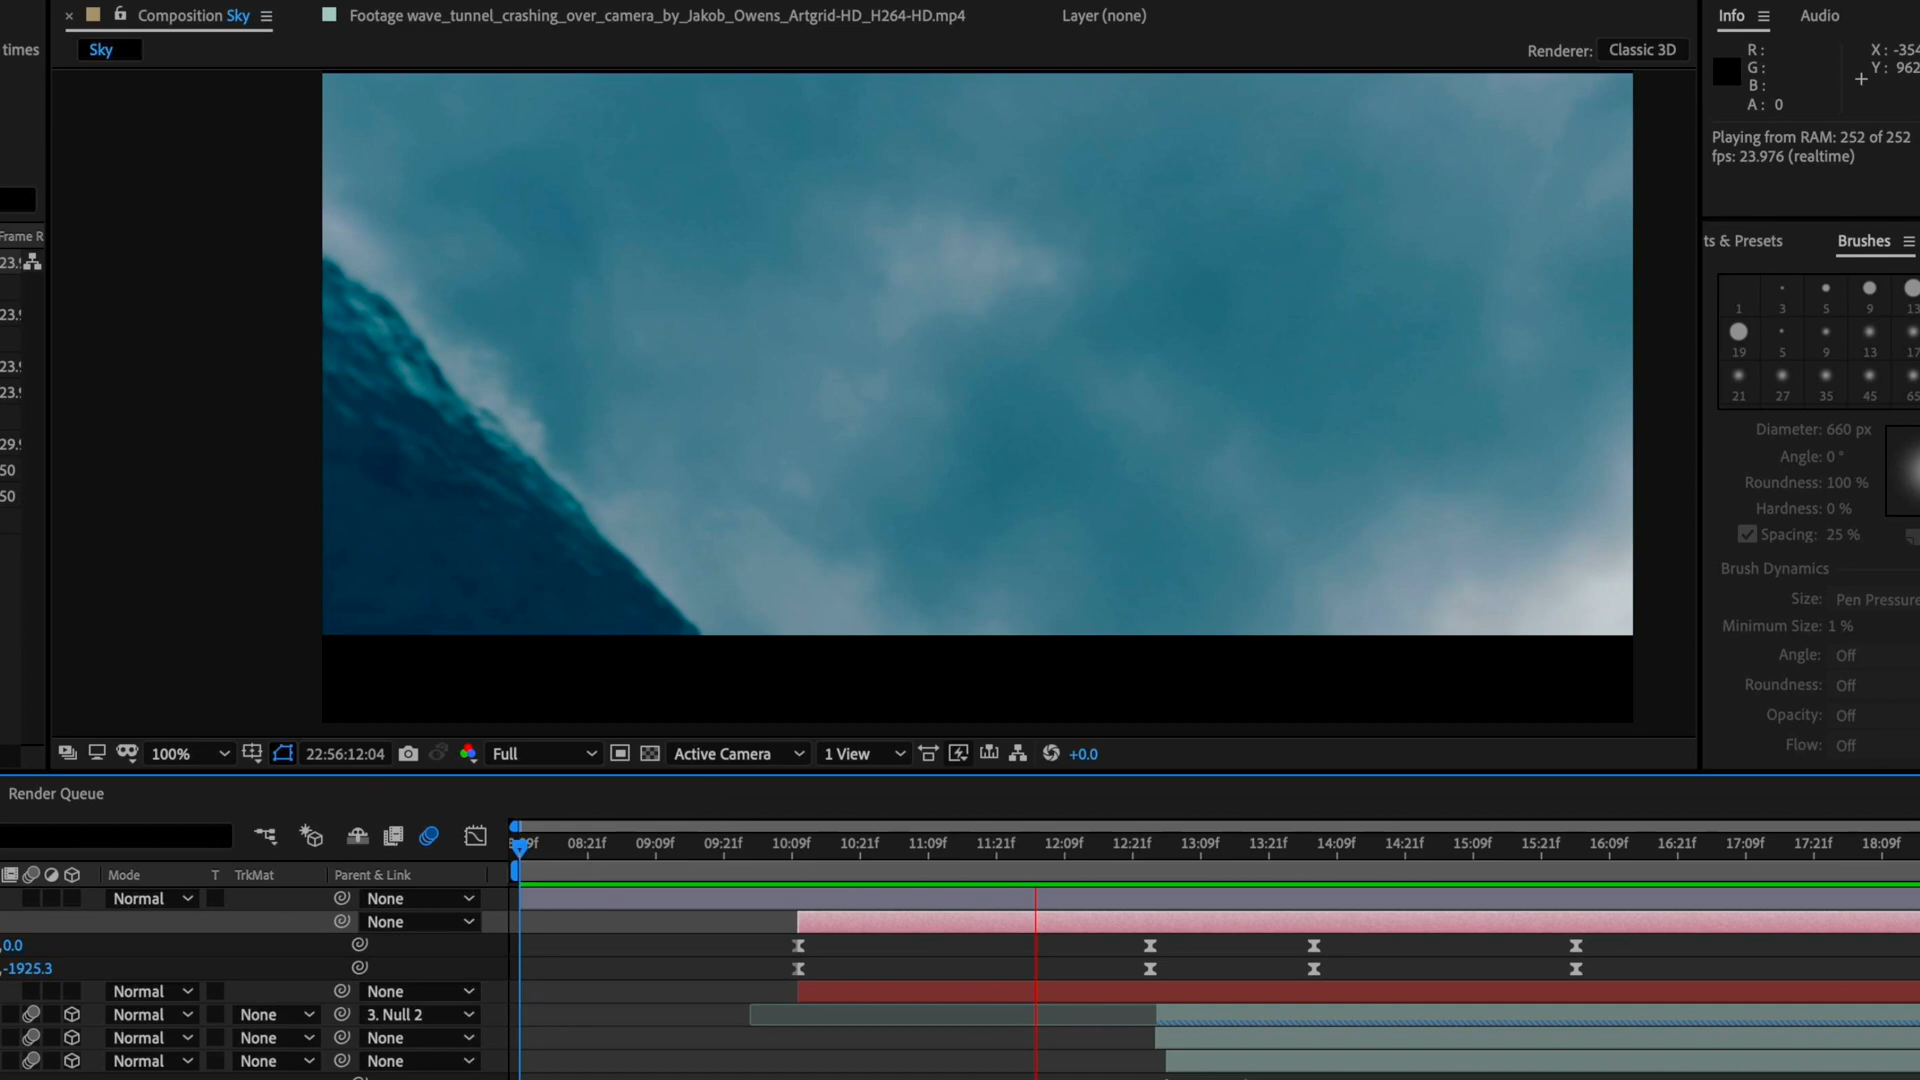 Composition Sky
Footage wave_tunnel_crashing_over_camera_by_Jakob_Owens_Artgrid-HD_H264-HD.mp4
Layer (none)
Info
Audio
times
Sky
Renderer: Classic 3D
R:
G:
B:
A: 0
X: -354
Y: 962
Playing from RAM: 252 of 252
fps: 23.976 (realtime)
Frame R
23.9
23.9
23.9
23.9
29.9
50
50
ts & Presets
Brushes
1 3 5 9 13
19 5 9 13 17
21 27 35 45 65
Diameter: 660 px
Angle: 0 °
Roundness: 100 %
Hardness: 0 %
Spacing: 25 %
Brush Dynamics
Size: Pen Pressure
Minimum Size: 1 %
Angle: Off
Roundness: Off
Opacity: Off
Flow: Off
100% 22:56:12:04 Full Active Camera 1 View +0.0
Render Queue
09f 08:21f 09:09f 09:21f 10:09f 10:21f 11:09f 11:21f 12:09f 12:21f 13:09f 13:21f 14:09f 14:21f 15:09f 15:21f 16:09f 16:21f 17:09f 17:21f 18:09f
Mode T TrkMat Parent & Link
Normal None
None
,0.0
,-1925.3
Normal None
Normal None 3. Null 2
Normal None None
Normal None None